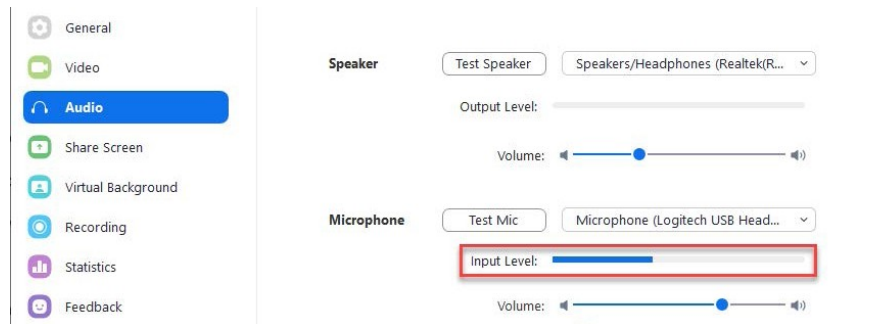 General
Video
Audio
Share Screen
Virtual Background
Recording
Statistics
Feedback
Speaker
Test Speaker
Speakers/Headphones (Realtek(R...
Output Level:
Volume:
Microphone
Test Mic
Microphone (Logitech USB Head...
Input Level:
Volume: